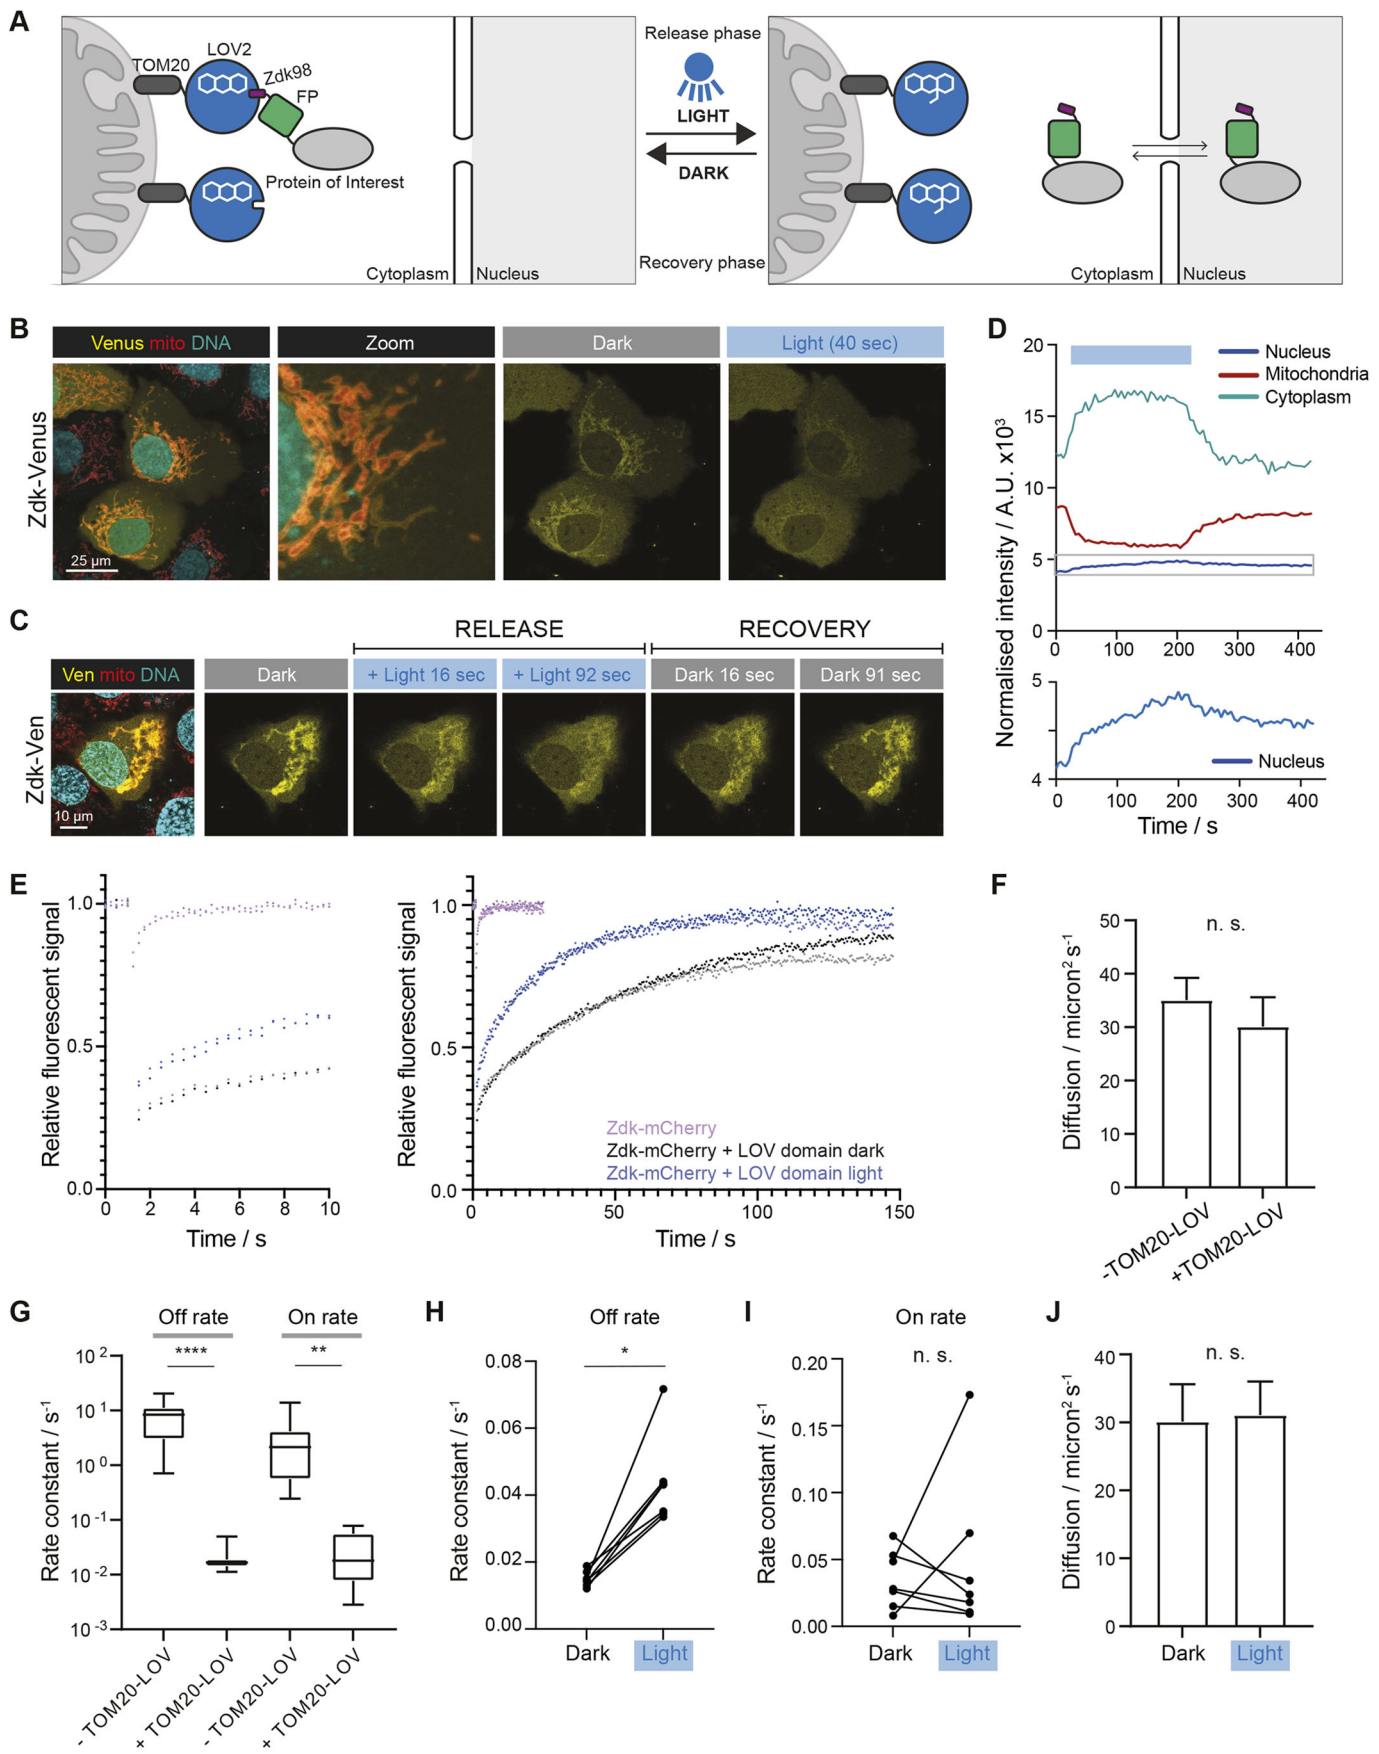 A
TOM20
LOV2
Zdk98
FP
Protein of Interest
Cytoplasm
Nucleus
Release phase
LIGHT
DARK
Recovery phase
Cytoplasm
Nucleus
B
Venus mito DNA
Zoom
Dark
Light (40 sec)
Zdk-Venus
25 µm
C
RELEASE
RECOVERY
Ven mito DNA
Dark
+ Light 16 sec
+ Light 92 sec
Dark 16 sec
Dark 91 sec
Zdk-Ven
10 µm
D
Normalised intensity / A.U. x10³
20
15
10
5
0
Nucleus
Mitochondria
Cytoplasm
0 100 200 300 400
5
4
Nucleus
0 100 200 300 400
Time / s
E
Relative fluorescent signal
1.0
0.5
0.0
0 2 4 6 8 10
Time / s
Relative fluorescent signal
1.0
0.5
0.0
Zdk-mCherry
Zdk-mCherry + LOV domain dark
Zdk-mCherry + LOV domain light
0 50 100 150
Time / s
F
n. s.
Diffusion / micron² s⁻¹
50
40
30
20
10
0
-TOM20-LOV
+TOM20-LOV
G
Off rate
On rate
****
**
Rate constant / s⁻¹
10²
10¹
10⁰
10⁻¹
10⁻²
10⁻³
- TOM20-LOV
+ TOM20-LOV
- TOM20-LOV
+ TOM20-LOV
H
Off rate
*
Rate constant / s⁻¹
0.08
0.06
0.04
0.02
0.00
Dark
Light
I
On rate
n. s.
Rate constant / s⁻¹
0.20
0.15
0.10
0.05
0.00
Dark
Light
J
n. s.
Diffusion / micron² s⁻¹
40
30
20
10
0
Dark
Light